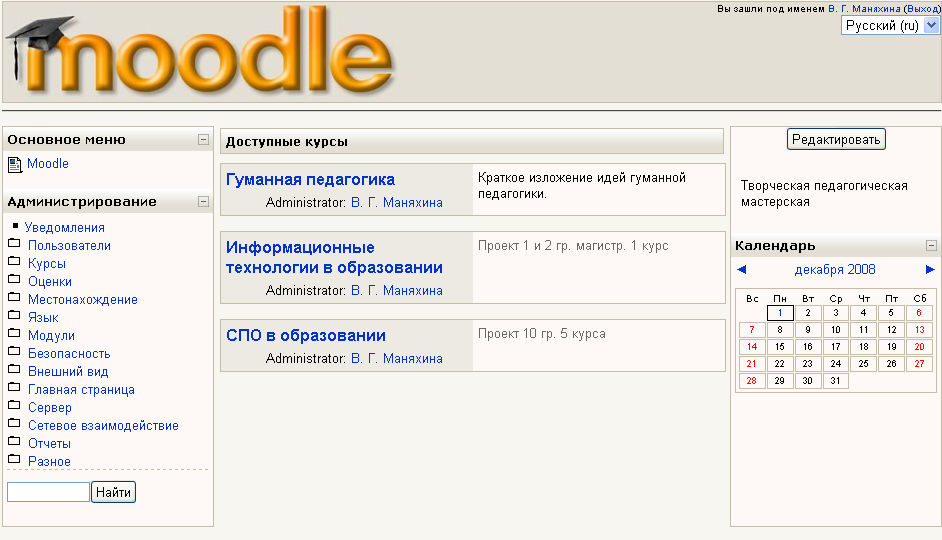 Вы зашли под именем В. Г. Маняхина (Выход)
Русский (ru)
moodle
Основное меню
Moodle
Администрирование
Уведомления
Пользователи
Курсы
Оценки
Местонахождение
Язык
Модули
Безопасность
Внешний вид
Главная страница
Сервер
Сетевое взаимодействие
Отчеты
Разное
Найти
Доступные курсы
Гуманная педагогика
Administrator: В. Г. Маняхина
Краткое изложение идей гуманной
педагогики.
Информационные
технологии в образовании
Administrator: В. Г. Маняхина
Проект 1 и 2 гр. магистр. 1 курс
СПО в образовании
Administrator: В. Г. Маняхина
Проект 10 гр. 5 курса
Редактировать
Творческая педагогическая
мастерская
Календарь
декабря 2008
Вс Пн Вт Ср Чт Пт Сб
1 2 3 4 5 6
7 8 9 10 11 12 13
14 15 16 17 18 19 20
21 22 23 24 25 26 27
28 29 30 31